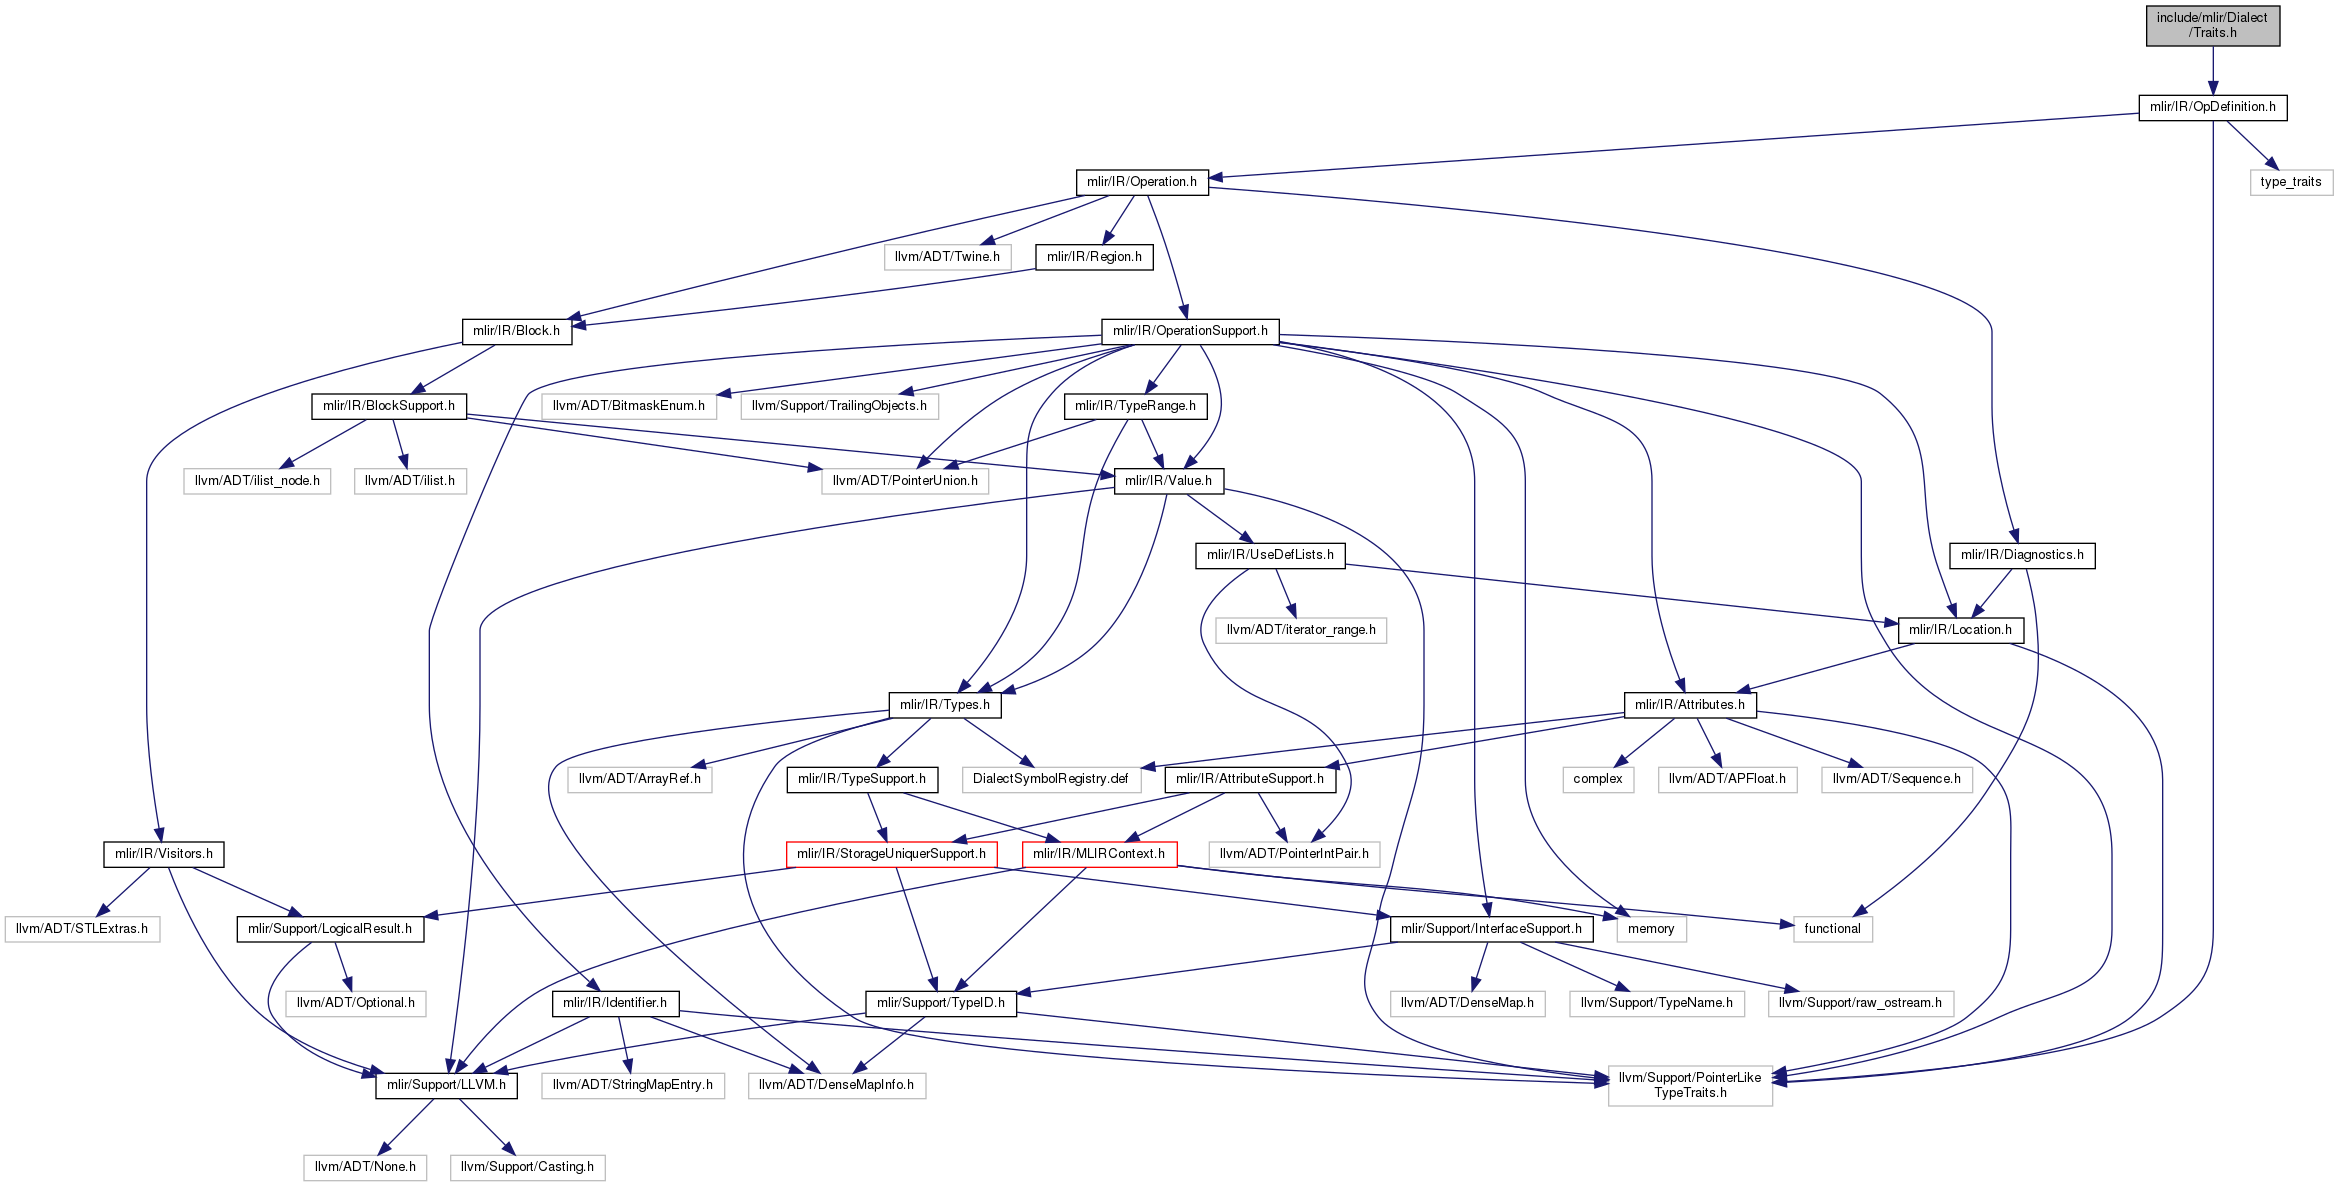 include/mlir/Dialect
/Traits.h
mlir/IR/OpDefinition.h
mlir/IR/Operation.h
type_traits
llvm/ADT/Twine.h
mlir/IR/Region.h
mlir/IR/Block.h
mlir/IR/OperationSupport.h
mlir/IR/BlockSupport.h
llvm/ADT/BitmaskEnum.h
llvm/Support/TrailingObjects.h
mlir/IR/TypeRange.h
llvm/ADT/ilist_node.h
llvm/ADT/ilist.h
llvm/ADT/PointerUnion.h
mlir/IR/Value.h
mlir/IR/UseDefLists.h
mlir/IR/Diagnostics.h
llvm/ADT/iterator_range.h
mlir/IR/Location.h
mlir/IR/Types.h
mlir/IR/Attributes.h
llvm/ADT/ArrayRef.h
mlir/IR/TypeSupport.h
DialectSymbolRegistry.def
mlir/IR/AttributeSupport.h
complex
llvm/ADT/APFloat.h
llvm/ADT/Sequence.h
mlir/IR/Visitors.h
mlir/IR/StorageUniquerSupport.h
mlir/IR/MLIRContext.h
llvm/ADT/PointerIntPair.h
llvm/ADT/STLExtras.h
mlir/Support/LogicalResult.h
mlir/Support/InterfaceSupport.h
memory
functional
llvm/ADT/Optional.h
mlir/IR/Identifier.h
mlir/Support/TypeID.h
llvm/ADT/DenseMap.h
llvm/Support/TypeName.h
llvm/Support/raw_ostream.h
mlir/Support/LLVM.h
llvm/ADT/StringMapEntry.h
llvm/ADT/DenseMapInfo.h
llvm/Support/PointerLike
TypeTraits.h
llvm/ADT/None.h
llvm/Support/Casting.h